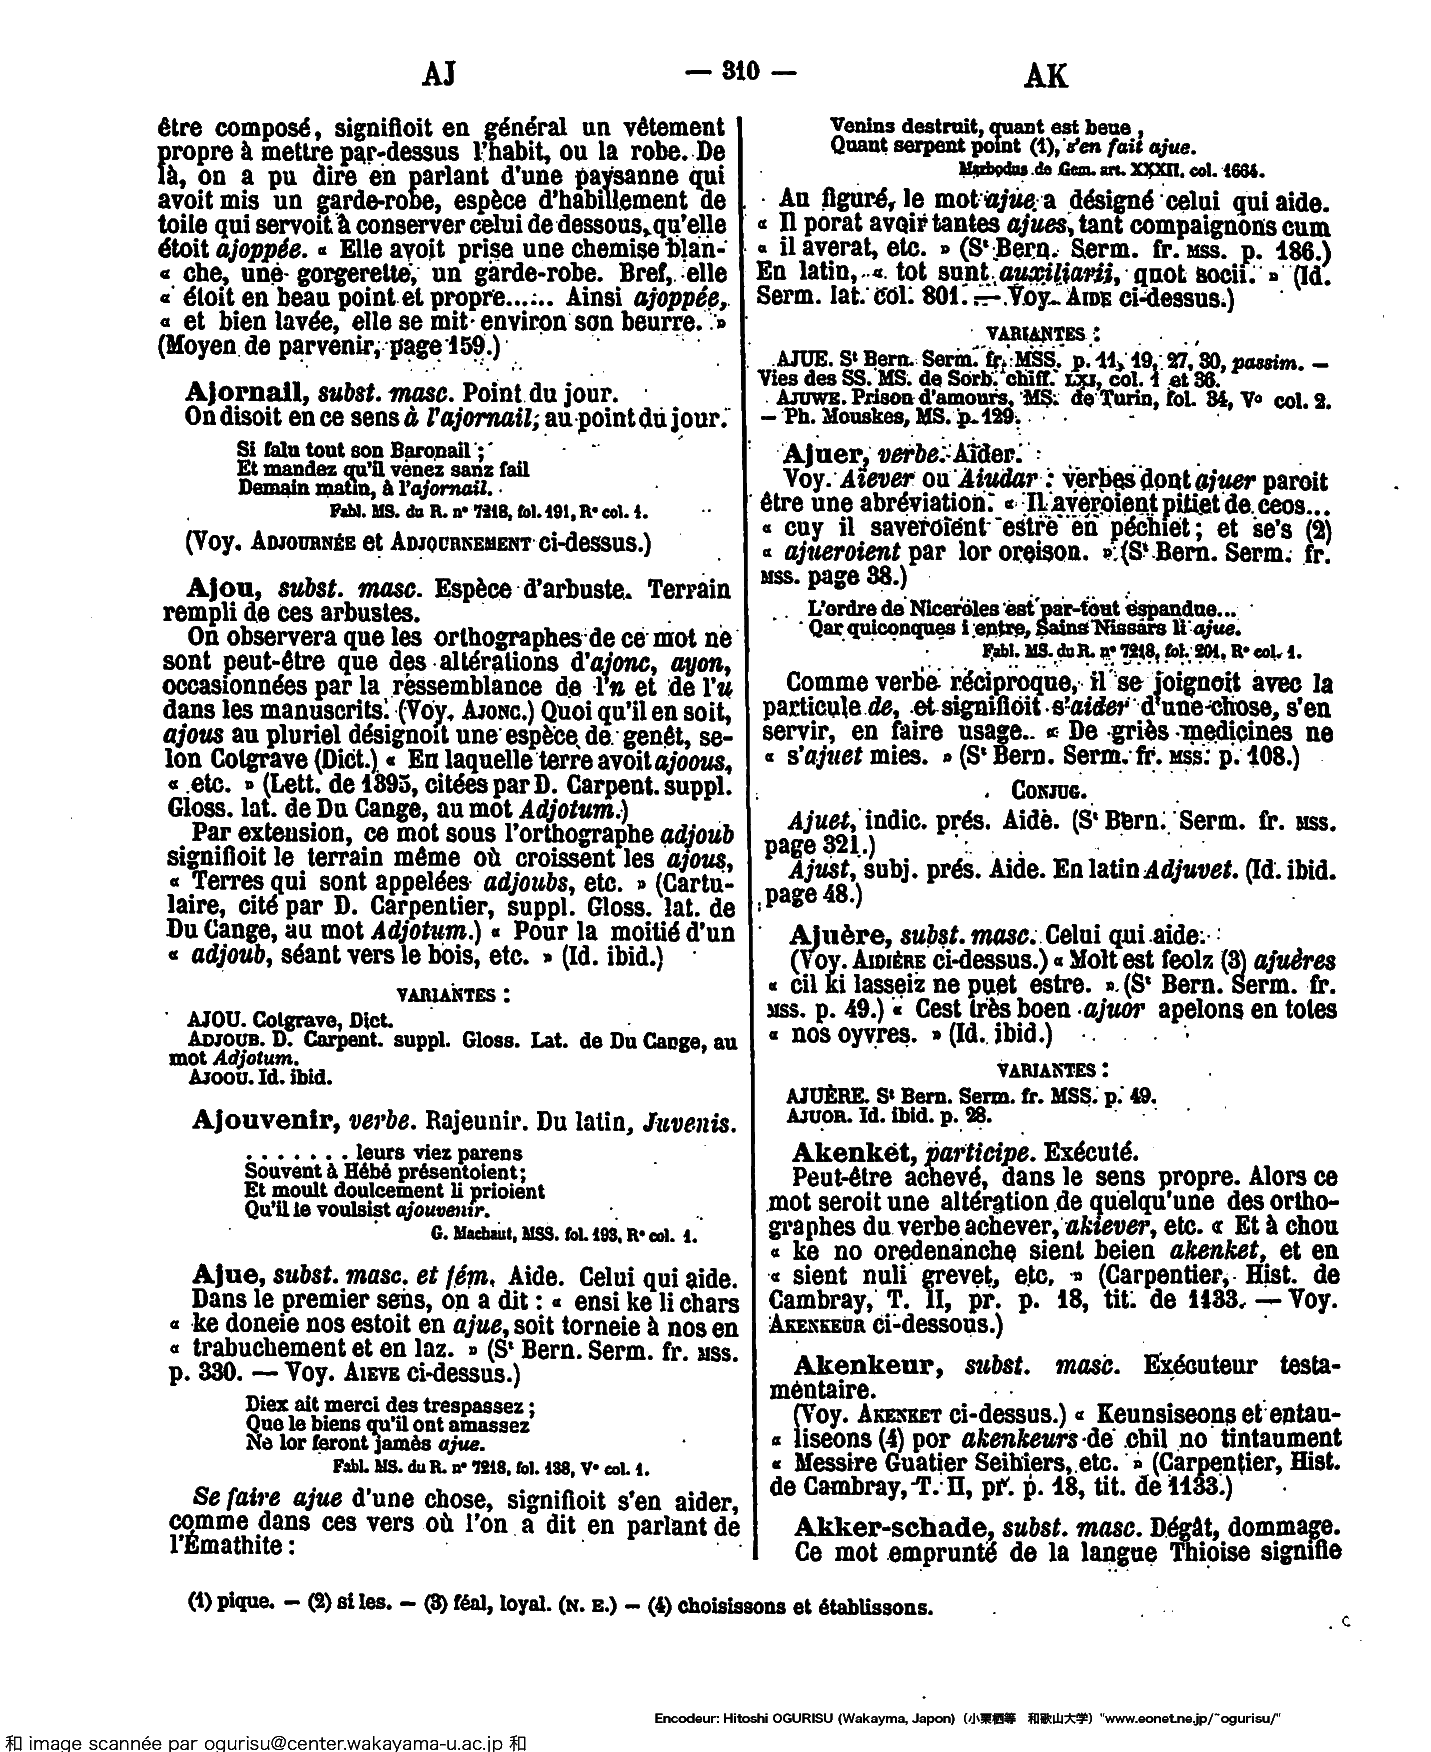 AJ — 310 — AK
être composé, signifioit en général un vêtement
propre à mettre par-dessus l'habit, ou la robe. De
là, on a pu dire en parlant d'une paysanne qui
avoit mis un garde-robe, espèce d'habillement de
toile qui servoit à conserver celui de dessous, qu'elle
étoit ajoppée. « Elle avoit prise une chemise blan-
« che, une gorgerette, un garde-robe. Bref, elle
« étoit en beau point et propre...... Ainsi ajoppée,
« et bien lavée, elle se mit environ son beurre. »
(Moyen de parvenir, page 159.)
Ajornail, subst. masc. Point du jour.
On disoit en ce sens à l'ajornail, au point du jour.
Si falu tout son Baronail ;
Et mandez qu'il venez sanz fail
Demain matin, à l'ajornail.
Fabl. MS. du R. n° 7218, fol. 191, R° col. 1.
(Voy. ADJOURNÉE et ADJOURNEMENT ci-dessus.)
Ajou, subst. masc. Espèce d'arbuste. Terrain
rempli de ces arbustes.
On observera que les orthographes de ce mot ne
sont peut-être que des altérations d'ajonc, ayon,
occasionnées par la ressemblance de l'n et de l'u
dans les manuscrits. (Voy. AJONC.) Quoi qu'il en soit,
ajous au pluriel désignoit une espèce de genêt, se-
lon Cotgrave (Dict.) « En laquelle terre avoit ajoous,
« etc. » (Lett. de 1395, citées par D. Carpent. suppl.
Gloss. lat. de Du Cange, au mot Adjotum.)
Par extension, ce mot sous l'orthographe adjoub
signifioit le terrain même où croissent les ajous,
« Terres qui sont appelées adjoubs, etc. » (Cartu-
laire, cité par D. Carpentier, suppl. Gloss. lat. de
Du Cange, au mot Adjotum.) « Pour la moitié d'un
« adjoub, séant vers le bois, etc. » (Id. ibid.)
VARIANTES :
AJOU. Cotgrave, Dict.
ADJOUB. D. Carpent. suppl. Gloss. Lat. de Du Cange, au
mot Adjotum.
AJOOU. Id. ibid.
Ajouvenir, verbe. Rajeunir. Du latin, Juvenis.
. . . . . . . leurs viez parens
Souvent à Hébé présentoient ;
Et moult doulcement li prioient
Qu'il le voulsist ajouvenir.
G. Machaut, MSS. fol. 193, R° col. 1.
Ajue, subst. masc. et fém. Aide. Celui qui aide.
Dans le premier sens, on a dit : « ensi ke li chars
« ke doneie nos estoit en ajue, soit torneie à nos en
« trabuchement et en laz. » (St Bern. Serm. fr. MSS.
p. 330. — Voy. AIEVE ci-dessus.)
Diex ait merci des trespassez ;
Que le biens qu'il ont amassez
Ne lor feront jamès ajue.
Fabl. MS. du R. n° 7218, fol. 138, V° col. 1.
Se faire ajue d'une chose, signifioit s'en aider,
comme dans ces vers où l'on a dit en parlant de
l'Emathite :
Venins destruit, quant est beue,
Quant serpent point (1), s'en fait ajue.
Marbodus de Gem. art. XXXII. col. 1664.
Au figuré, le mot ajue a désigné celui qui aide.
« Il porat avoir tantes ajues, tant compaignons cum
« il averat, etc. » (St Bern. Serm. fr. MSS. p. 186.)
En latin, « tot sunt auxiliarii, quot socii. » (Id.
Serm. lat. col. 801. — Voy. AIDE ci-dessus.)
VARIANTES :
AJUE. St Bern. Serm. fr. MSS. p. 11, 19, 27, 30, passim. —
Vies des SS. MS. de Sorb. chiff. LXI, col. 1 et 36.
AJUWE. Prison d'amours, MS. de Turin, fol. 34, V° col. 2.
— Ph. Mouskes, MS. p. 129.
Ajuer, verbe. Aider.
Voy. Aiever ou Aiudar : verbes dont ajuer paroit
être une abréviation. « Il averoient pitiet de ceos...
« cuy il saveroient estre en péchiet ; et se's (2)
« ajueroient par lor oreison. » (St Bern. Serm. fr.
MSS. page 38.)
L'ordre de Niceroles est par-tout espandue...
Qar quiconques i entre, Sains Nissars li ajue.
Fabl. MS. du R. n° 7218, fol. 204, R° col. 1.
Comme verbe réciproque, il se joignoit avec la
particule de, et signifioit s'aider d'une chose, s'en
servir, en faire usage. « De griès medicines ne
« s'ajuet mies. » (St Bern. Serm. fr. MSS. p. 108.)
CONJUG.
Ajuet, indic. prés. Aide. (St Bern. Serm. fr. MSS.
page 321.)
Ajust, subj. prés. Aide. En latin Adjuvet. (Id. ibid.
page 48.)
Ajuère, subst. masc. Celui qui aide.
(Voy. AIDIÈRE ci-dessus.) « Molt est feolz (3) ajuères
« cil ki lasseiz ne puet estre. » (St Bern. Serm. fr.
MSS. p. 49.) « Cest très boen ajuor apelons en totes
« nos oyvres. » (Id. ibid.)
VARIANTES :
AJUÈRE. St Bern. Serm. fr. MSS. p. 49.
AJUOR. Id. ibid. p. 28.
Akenket, participe. Exécuté.
Peut-être achevé, dans le sens propre. Alors ce
mot seroit une altération de quelqu'une des ortho-
graphes du verbe achever, akiever, etc. « Et à chou
« ke no oredenanche sient beien akenket, et en
« sient nuli grevet, etc. » (Carpentier, Hist. de
Cambray, T. II, pr. p. 18, tit. de 1133. — Voy.
AKENKEUR ci-dessous.)
Akenkeur, subst. masc. Exécuteur testa-
mentaire.
(Voy. AKENKET ci-dessus.) « Keunsiseons et entau-
« liseons (4) por akenkeurs de chil no tintaument
« Messire Guatier Seihiers, etc. » (Carpentier, Hist.
de Cambray, T. II, pr. p. 18, tit. de 1133.)
Akker-schade, subst. masc. Dégât, dommage.
Ce mot emprunté de la langue Thioise signifie
(1) pique. — (2) si les. — (3) féal, loyal. (N. E.) — (4) choisissons et établissons.
C
Encodeur: Hitoshi OGURISU (Wakayma, Japon) (小栗栖等 和歌山大学) "www.eonet.ne.jp/~ogurisu/"
和 image scannée par ogurisu@center.wakayama-u.ac.jp 和